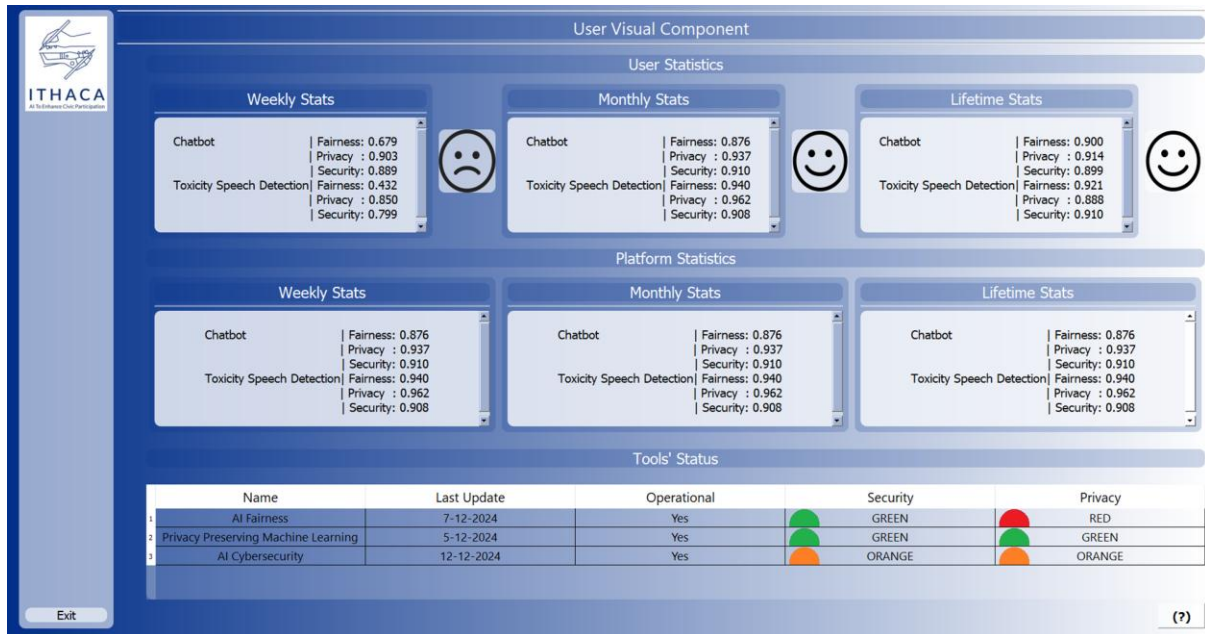 ITHACA
AI To Enhance Civic Participation
User Visual Component
User Statistics
Weekly Stats
Chatbot | Fairness: 0.679
| Privacy : 0.903
| Security: 0.889
Toxicity Speech Detection| Fairness: 0.432
| Privacy : 0.850
| Security: 0.799
Monthly Stats
Chatbot | Fairness: 0.876
| Privacy : 0.937
| Security: 0.910
Toxicity Speech Detection| Fairness: 0.940
| Privacy : 0.962
| Security: 0.908
Lifetime Stats
Chatbot | Fairness: 0.900
| Privacy : 0.914
| Security: 0.899
Toxicity Speech Detection| Fairness: 0.921
| Privacy : 0.888
| Security: 0.910
Platform Statistics
Weekly Stats
Chatbot | Fairness: 0.876
| Privacy : 0.937
| Security: 0.910
Toxicity Speech Detection| Fairness: 0.940
| Privacy : 0.962
| Security: 0.908
Monthly Stats
Chatbot | Fairness: 0.876
| Privacy : 0.937
| Security: 0.910
Toxicity Speech Detection| Fairness: 0.940
| Privacy : 0.962
| Security: 0.908
Lifetime Stats
Chatbot | Fairness: 0.876
| Privacy : 0.937
| Security: 0.910
Toxicity Speech Detection| Fairness: 0.940
| Privacy : 0.962
| Security: 0.908
Tools' Status
Name Last Update Operational Security Privacy
1 AI Fairness 7-12-2024 Yes GREEN RED
2 Privacy Preserving Machine Learning 5-12-2024 Yes GREEN GREEN
3 AI Cybersecurity 12-12-2024 Yes ORANGE ORANGE
Exit
(?)